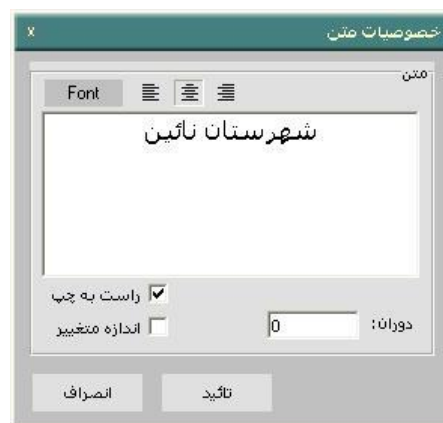 خصوصیات متن x
متن
Font
شهرستان نائین
راست به چپ
اندازه متغییر
دوران: 0
تائید
انصراف